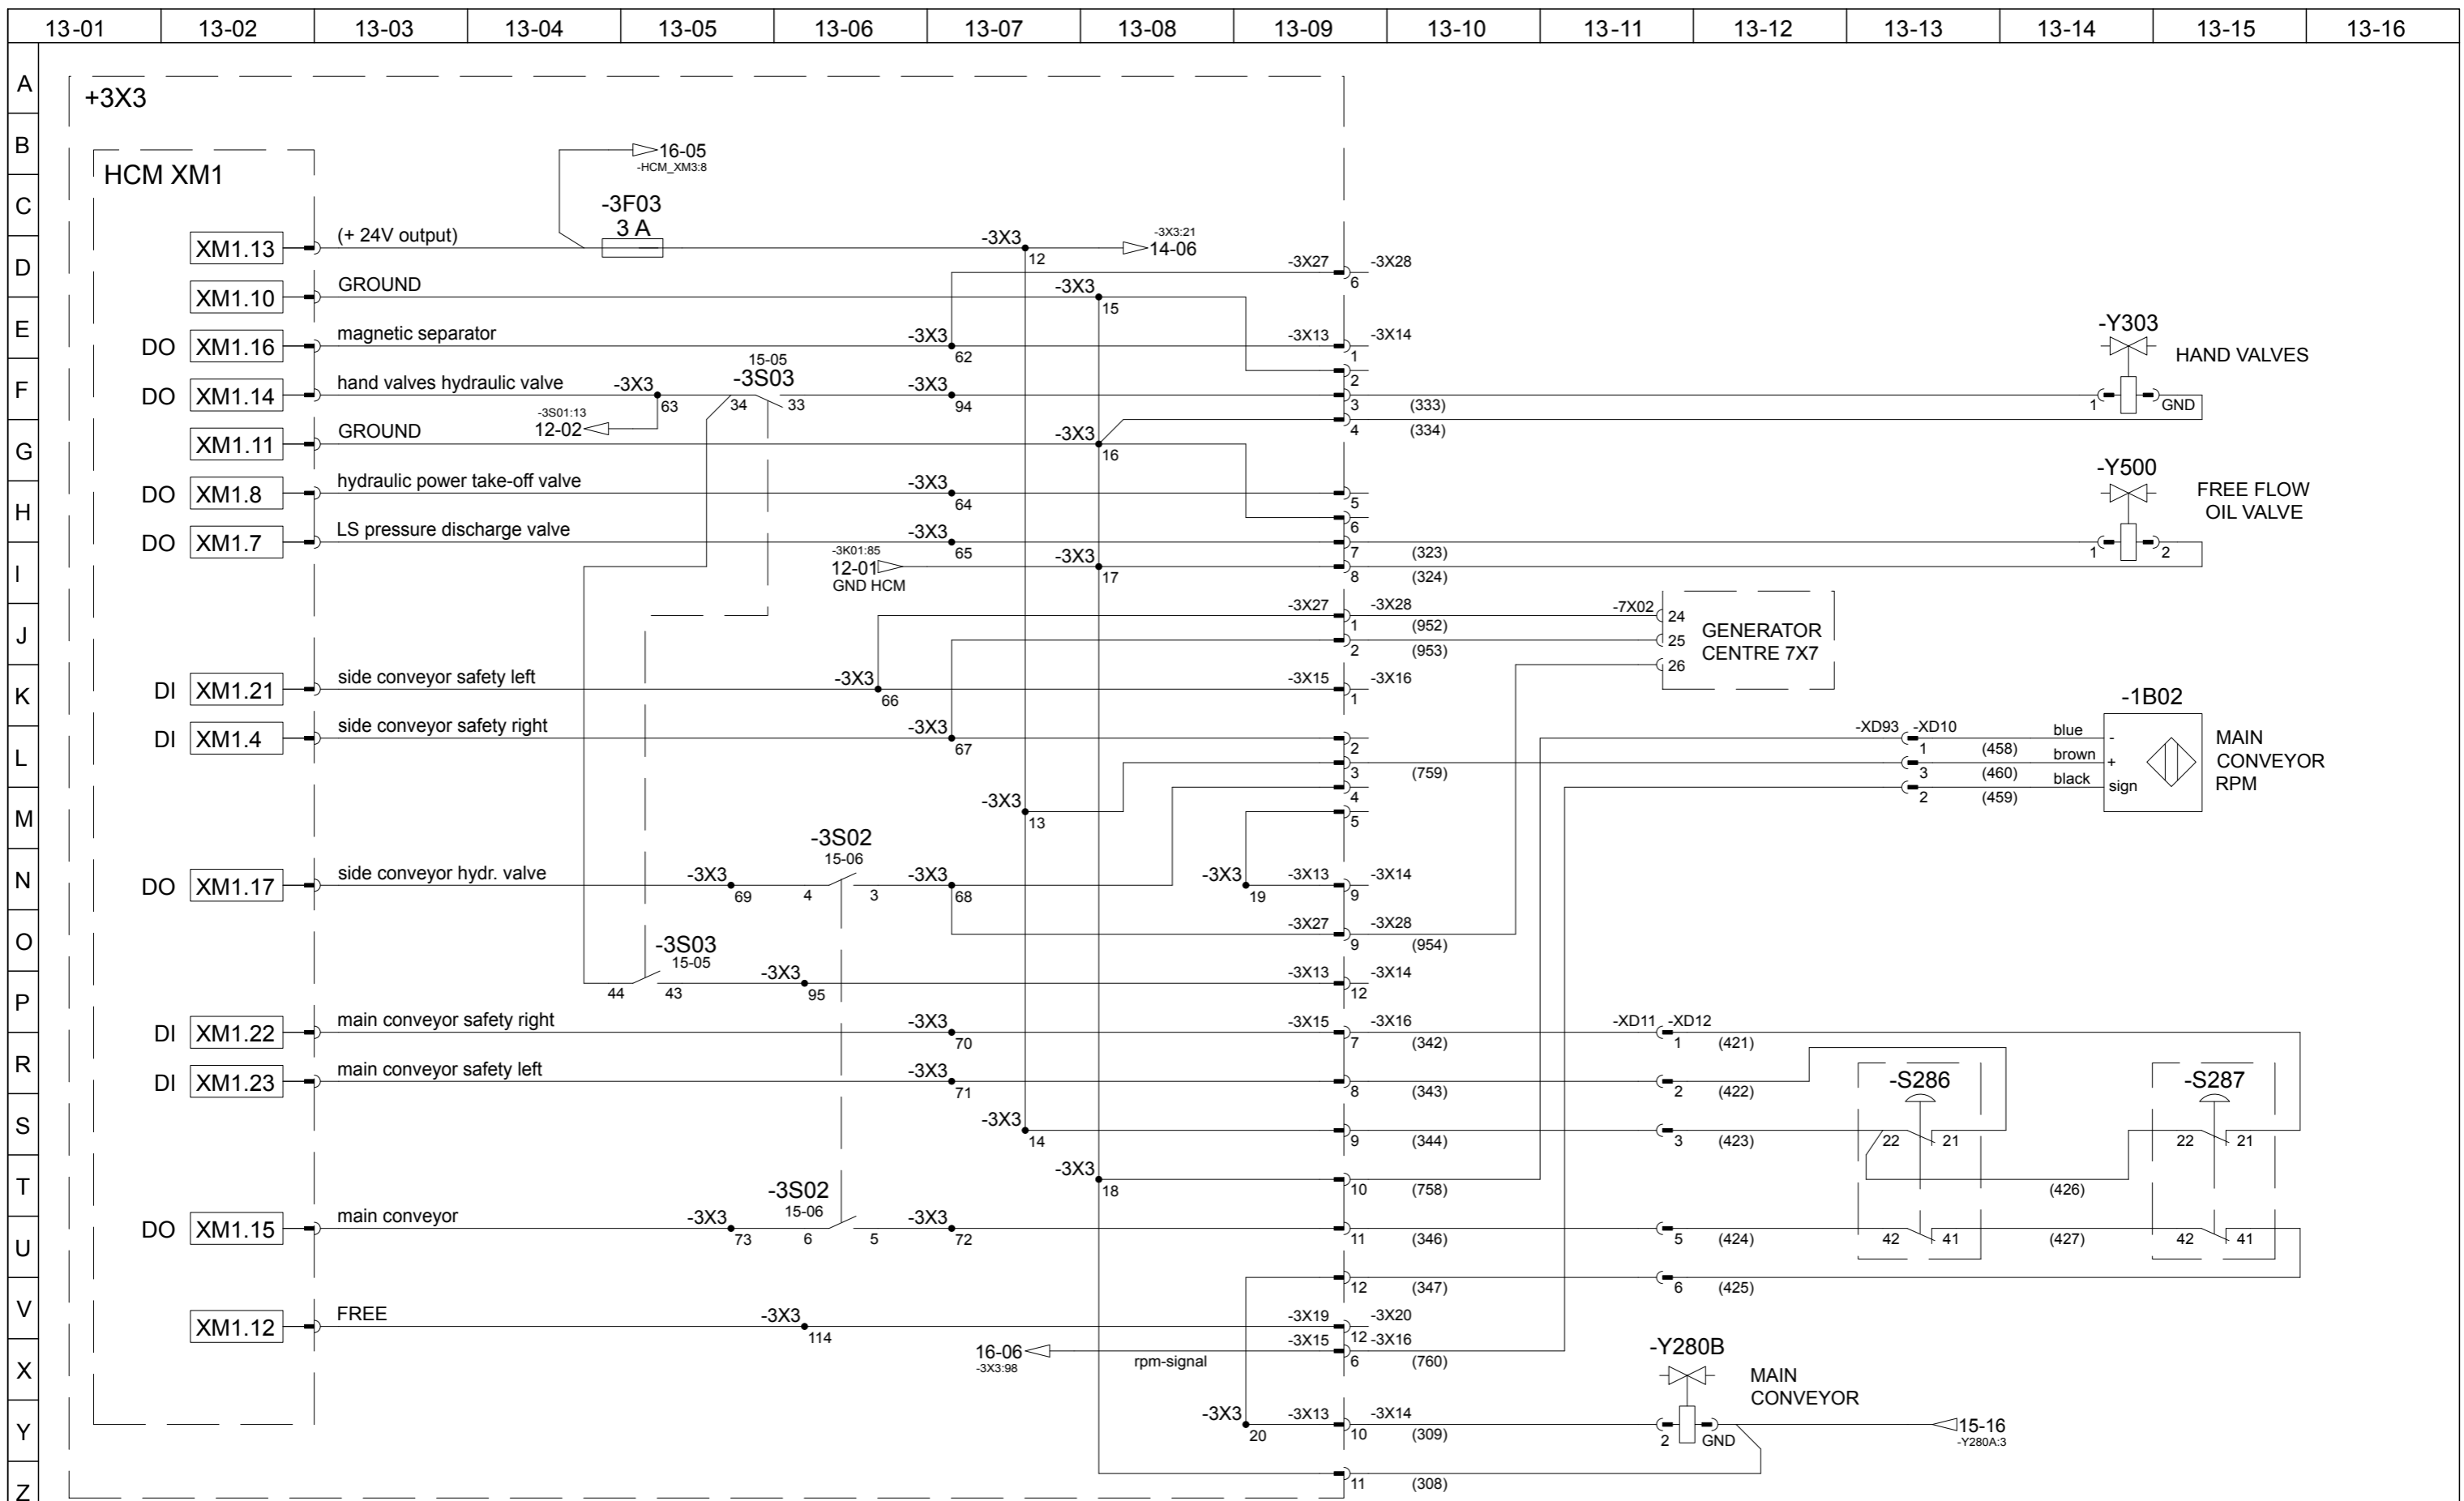 13-01 13-02 13-03 13-04 13-05 13-06 13-07 13-08 13-09 13-10 13-11 13-12 13-13 13-14 13-15 13-16
A
+3X3
B
16-05
-HCM_XM3:8
HCM XM1
C
-3F03
3 A
XM1.13 (+ 24V output) -3X3 12 -3X3:21
14-06
D
-3X27 6 -3X28
XM1.10 GROUND -3X3 15
E
DO XM1.16 magnetic separator -3X3 62 -3X13 1 -3X14
-Y303
HAND VALVES
2
F
15-05
-3S03
DO XM1.14 hand valves hydraulic valve -3X3 63 34 33 -3X3 94 3 (333) 1 GND
-3S01:13
12-02
4 (334)
G
XM1.11 GROUND -3X3 16
-Y500
FREE FLOW
OIL VALVE
DO XM1.8 hydraulic power take-off valve -3X3 64 5
H
6
DO XM1.7 LS pressure discharge valve -3X3 65 7 (323) 1 2
I
-3K01:85
12-01
GND HCM
-3X3 17 8 (324)
J
-3X27 1 -3X28 (952) -7X02 24
2 (953) 25
26
GENERATOR
CENTRE 7X7
K
DI XM1.21 side conveyor safety left -3X3 66 -3X15 1 -3X16
-1B02
DI XM1.4 side conveyor safety right -3X3 67 2 -XD93 -XD10 1 (458) blue -
L
3 (759) 3 (460) brown +
4 2 (459) black sign
MAIN
CONVEYOR
RPM
M
-3X3 13 5
-3S02
15-06
N
DO XM1.17 side conveyor hydr. valve -3X3 69 4 3 -3X3 68 -3X3 19 -3X13 9 -3X14
O
-3X27 9 -3X28 (954)
-3S03
15-05
P
44 43 -3X3 95 -3X13 12 -3X14
DI XM1.22 main conveyor safety right -3X3 70 -3X15 7 -3X16 (342) -XD11 -XD12 1 (421)
R
DI XM1.23 main conveyor safety left -3X3 71 8 (343) 2 (422) -S286 -S287
S
-3X3 14 9 (344) 3 (423) 22 21 22 21
T
-3X3 18 10 (758) (426)
-3S02
15-06
DO XM1.15 main conveyor -3X3 73 6 5 -3X3 72 11 (346) 5 (424) 42 41 (427) 42 41
U
12 (347) 6 (425)
V
XM1.12 FREE -3X3 114 -3X19 12 -3X20
X
16-06
-3X3:98
rpm-signal -3X15 6 -3X16 (760)
-Y280B
MAIN
CONVEYOR
Y
-3X3 20 -3X13 10 -3X14 (309) 2 GND 15-16
-Y280A:3
Z
11 (308)